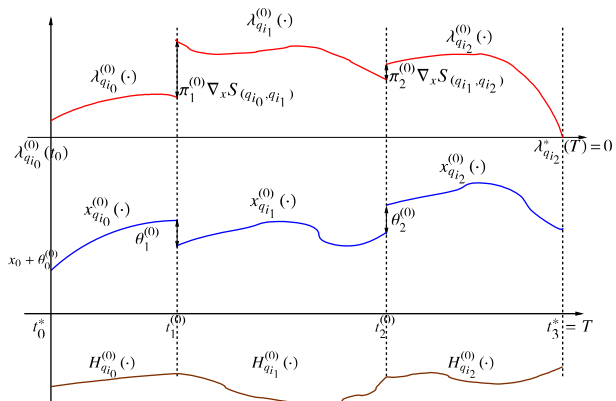 λ_{q_{i_1}}^{(0)}(·)
λ_{q_{i_2}}^{(0)}(·)
λ_{q_{i_0}}^{(0)}(·)
π_1^{(0)} ∇_x S_{(q_{i_0}, q_{i_1})}
π_2^{(0)} ∇_x S_{(q_{i_1}, q_{i_2})}
λ_{q_{i_0}}^{(0)}(t_0)
λ_{q_{i_2}}^*(T) = 0
x_{q_{i_0}}^{(0)}(·)
x_{q_{i_1}}^{(0)}(·)
x_{q_{i_2}}^{(0)}(·)
θ_1^{(0)}
θ_2^{(0)}
x_0 + θ_0^{(0)}
t_0^*
t_1^{(0)}
t_2^{(0)}
t_3^* = T
H_{q_{i_0}}^{(0)}(·)
H_{q_{i_1}}^{(0)}(·)
H_{q_{i_2}}^{(0)}(·)